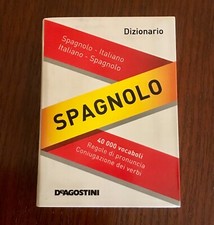 Dizionario
Spagnolo - Italiano
Italiano - Spagnolo
SPAGNOLO
40 000 vocaboli
Regole di pronuncia
Coniugazione dei verbi
DeAGOSTINI